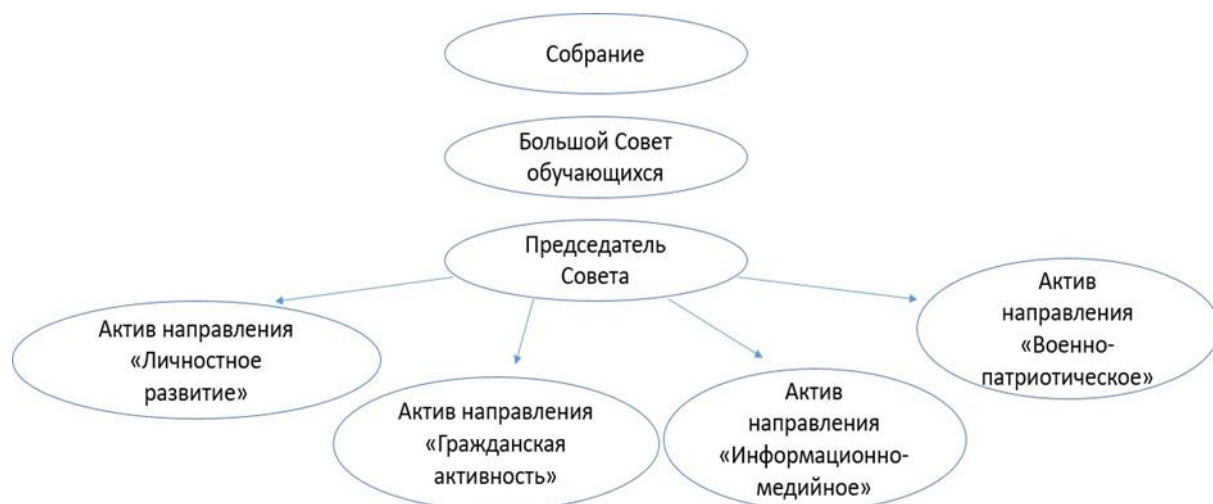 Собрание
Большой Совет
обучающихся
Председатель
Совета
Актив направления
«Личностное
развитие»
Актив направления
«Гражданская
активность»
Актив
направления
«Информационно-
медийное»
Актив
направления
«Военно-
патриотическое»